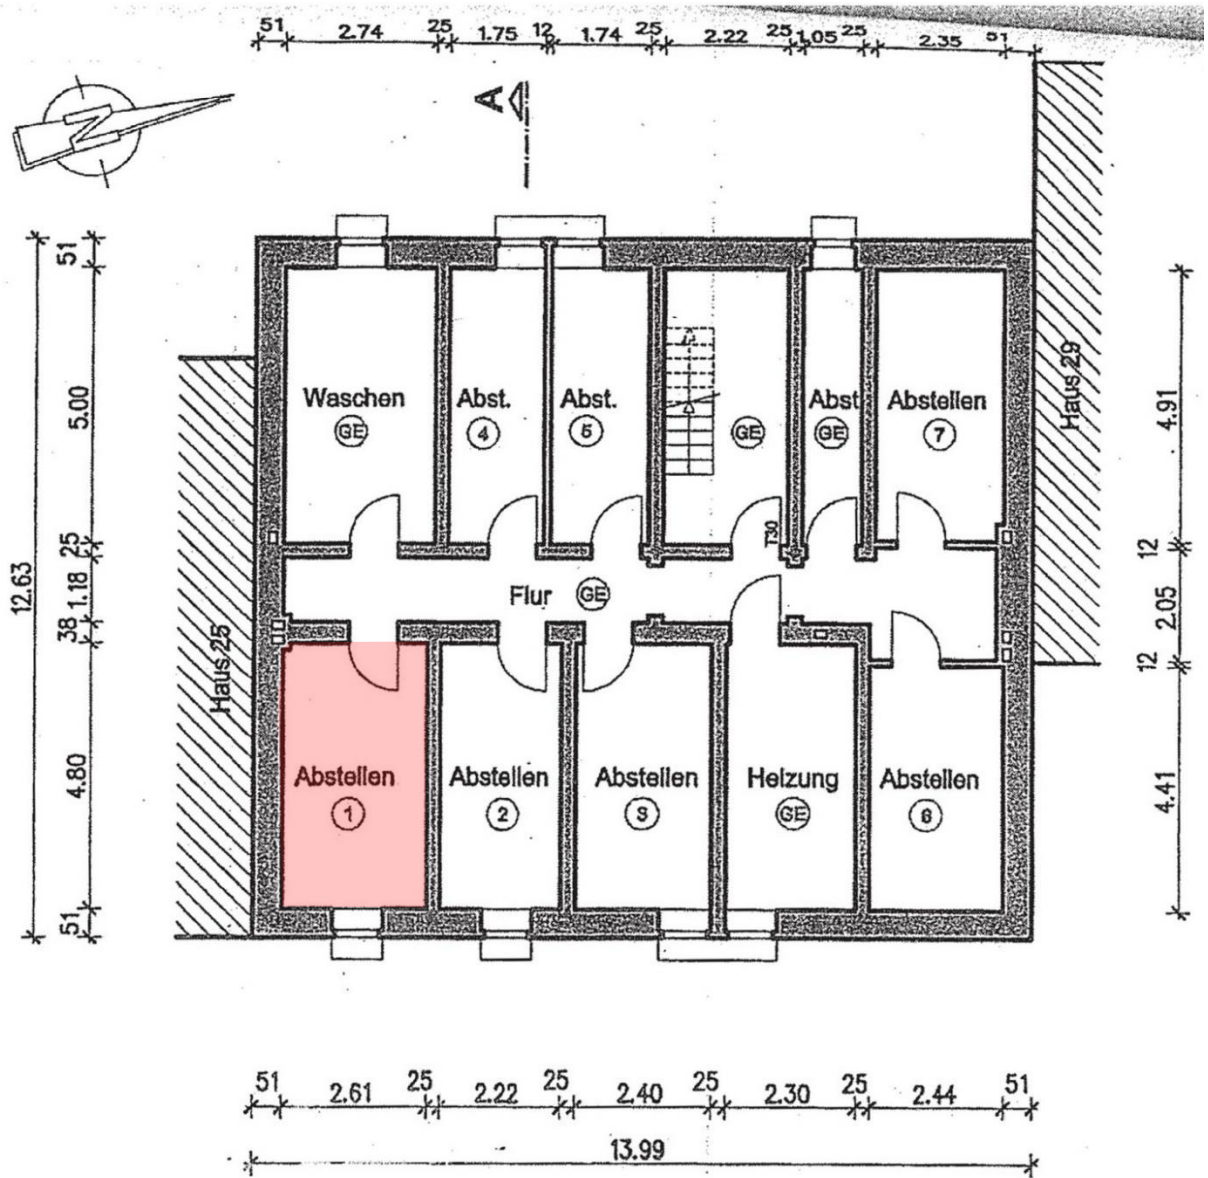 51 2.74 25 1.75 12 1.74 25 2.22 25 1.05 25 2.35 51
N
A
Waschen
GE
Abst.
4
Abst.
5
GE
Abst
GE
Abstellen
7
T30
Flur GE
Abstellen
1
Abstellen
2
Abstellen
3
Heizung
GE
Abstellen
6
Haus 25
Haus 29
12.63
51
5.00
25
1.18
38
4.80
51
4.91
12
2.05
12
4.41
51 2.61 25 2.22 25 2.40 25 2.30 25 2.44 51
13.99